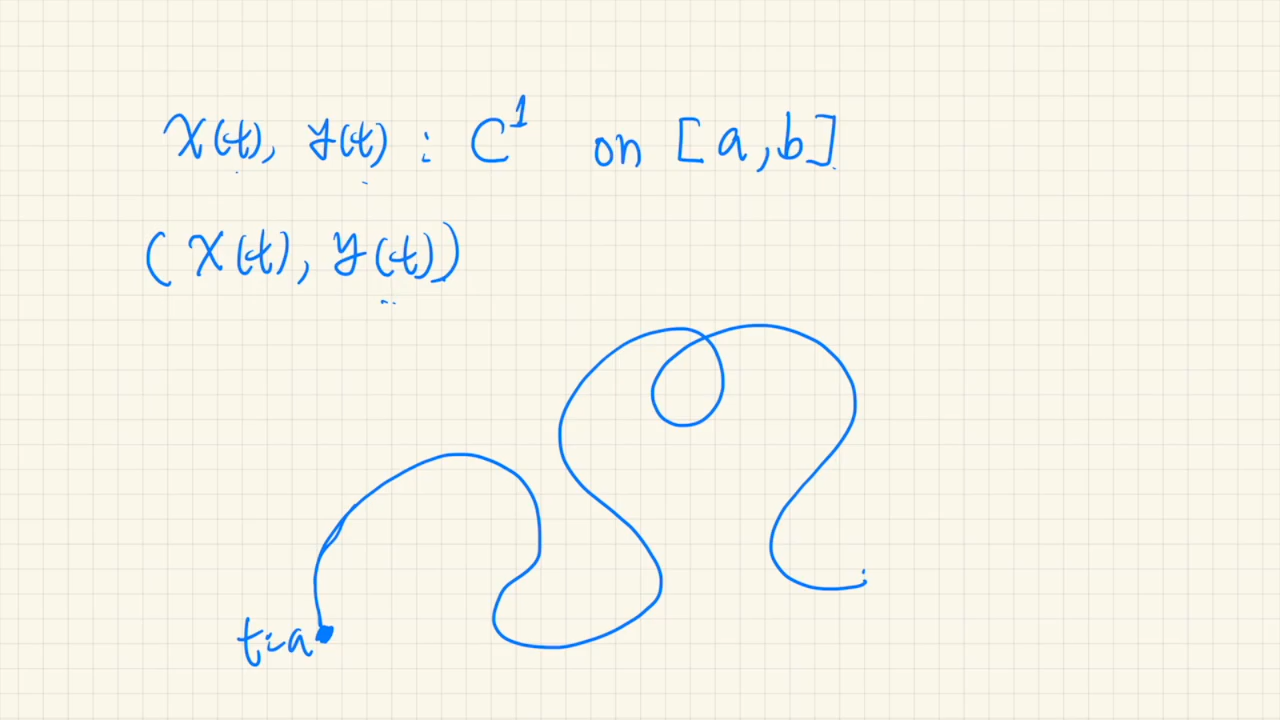 x(t), y(t) : C¹ on [a,b]
(x(t), y(t))
t=a